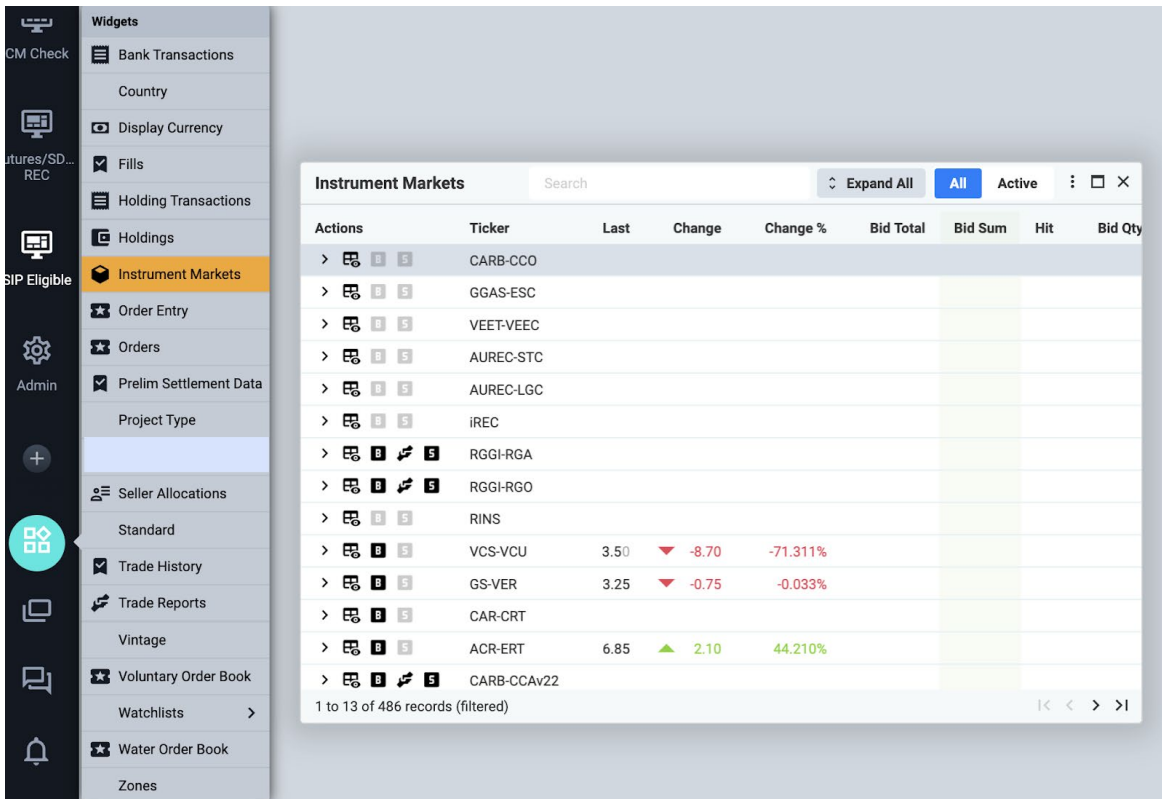 CM Check
utures/SD...
REC
SIP Eligible
Admin
Widgets
Bank Transactions
Country
Display Currency
Fills
Holding Transactions
Holdings
Instrument Markets
Order Entry
Orders
Prelim Settlement Data
Project Type
Seller Allocations
Standard
Trade History
Trade Reports
Vintage
Voluntary Order Book
Watchlists
Water Order Book
Zones
Instrument Markets Search Expand All All Active
Actions Ticker Last Change Change % Bid Total Bid Sum Hit Bid Qty
B S CARB-CCO
B S GGAS-ESC
B S VEET-VEEC
B S AUREC-STC
B S AUREC-LGC
B S iREC
B S RGGI-RGA
B S RGGI-RGO
B S RINS
B S VCS-VCU 3.50 -8.70 -71.311%
B S GS-VER 3.25 -0.75 -0.033%
B S CAR-CRT
B S ACR-ERT 6.85 2.10 44.210%
B S CARB-CCAv22
1 to 13 of 486 records (filtered)